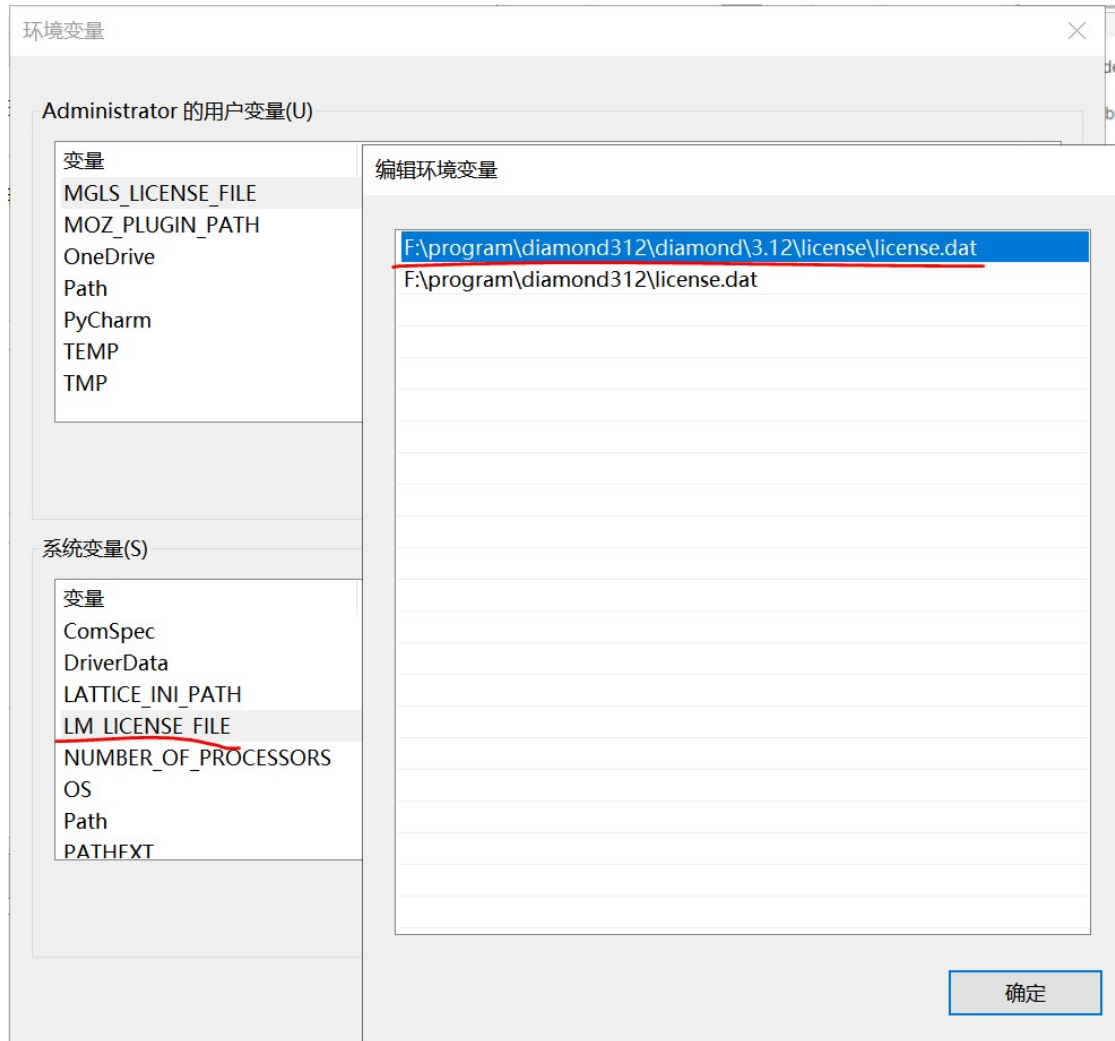 环境变量
Administrator 的用户变量(U)
变量
MGLS_LICENSE_FILE
MOZ_PLUGIN_PATH
OneDrive
Path
PyCharm
TEMP
TMP
系统变量(S)
变量
ComSpec
DriverData
LATTICE_INI_PATH
LM_LICENSE_FILE
NUMBER_OF_PROCESSORS
OS
Path
PATHEXT
编辑环境变量
F:\program\diamond312\diamond\3.12\license\license.dat
F:\program\diamond312\license.dat
确定